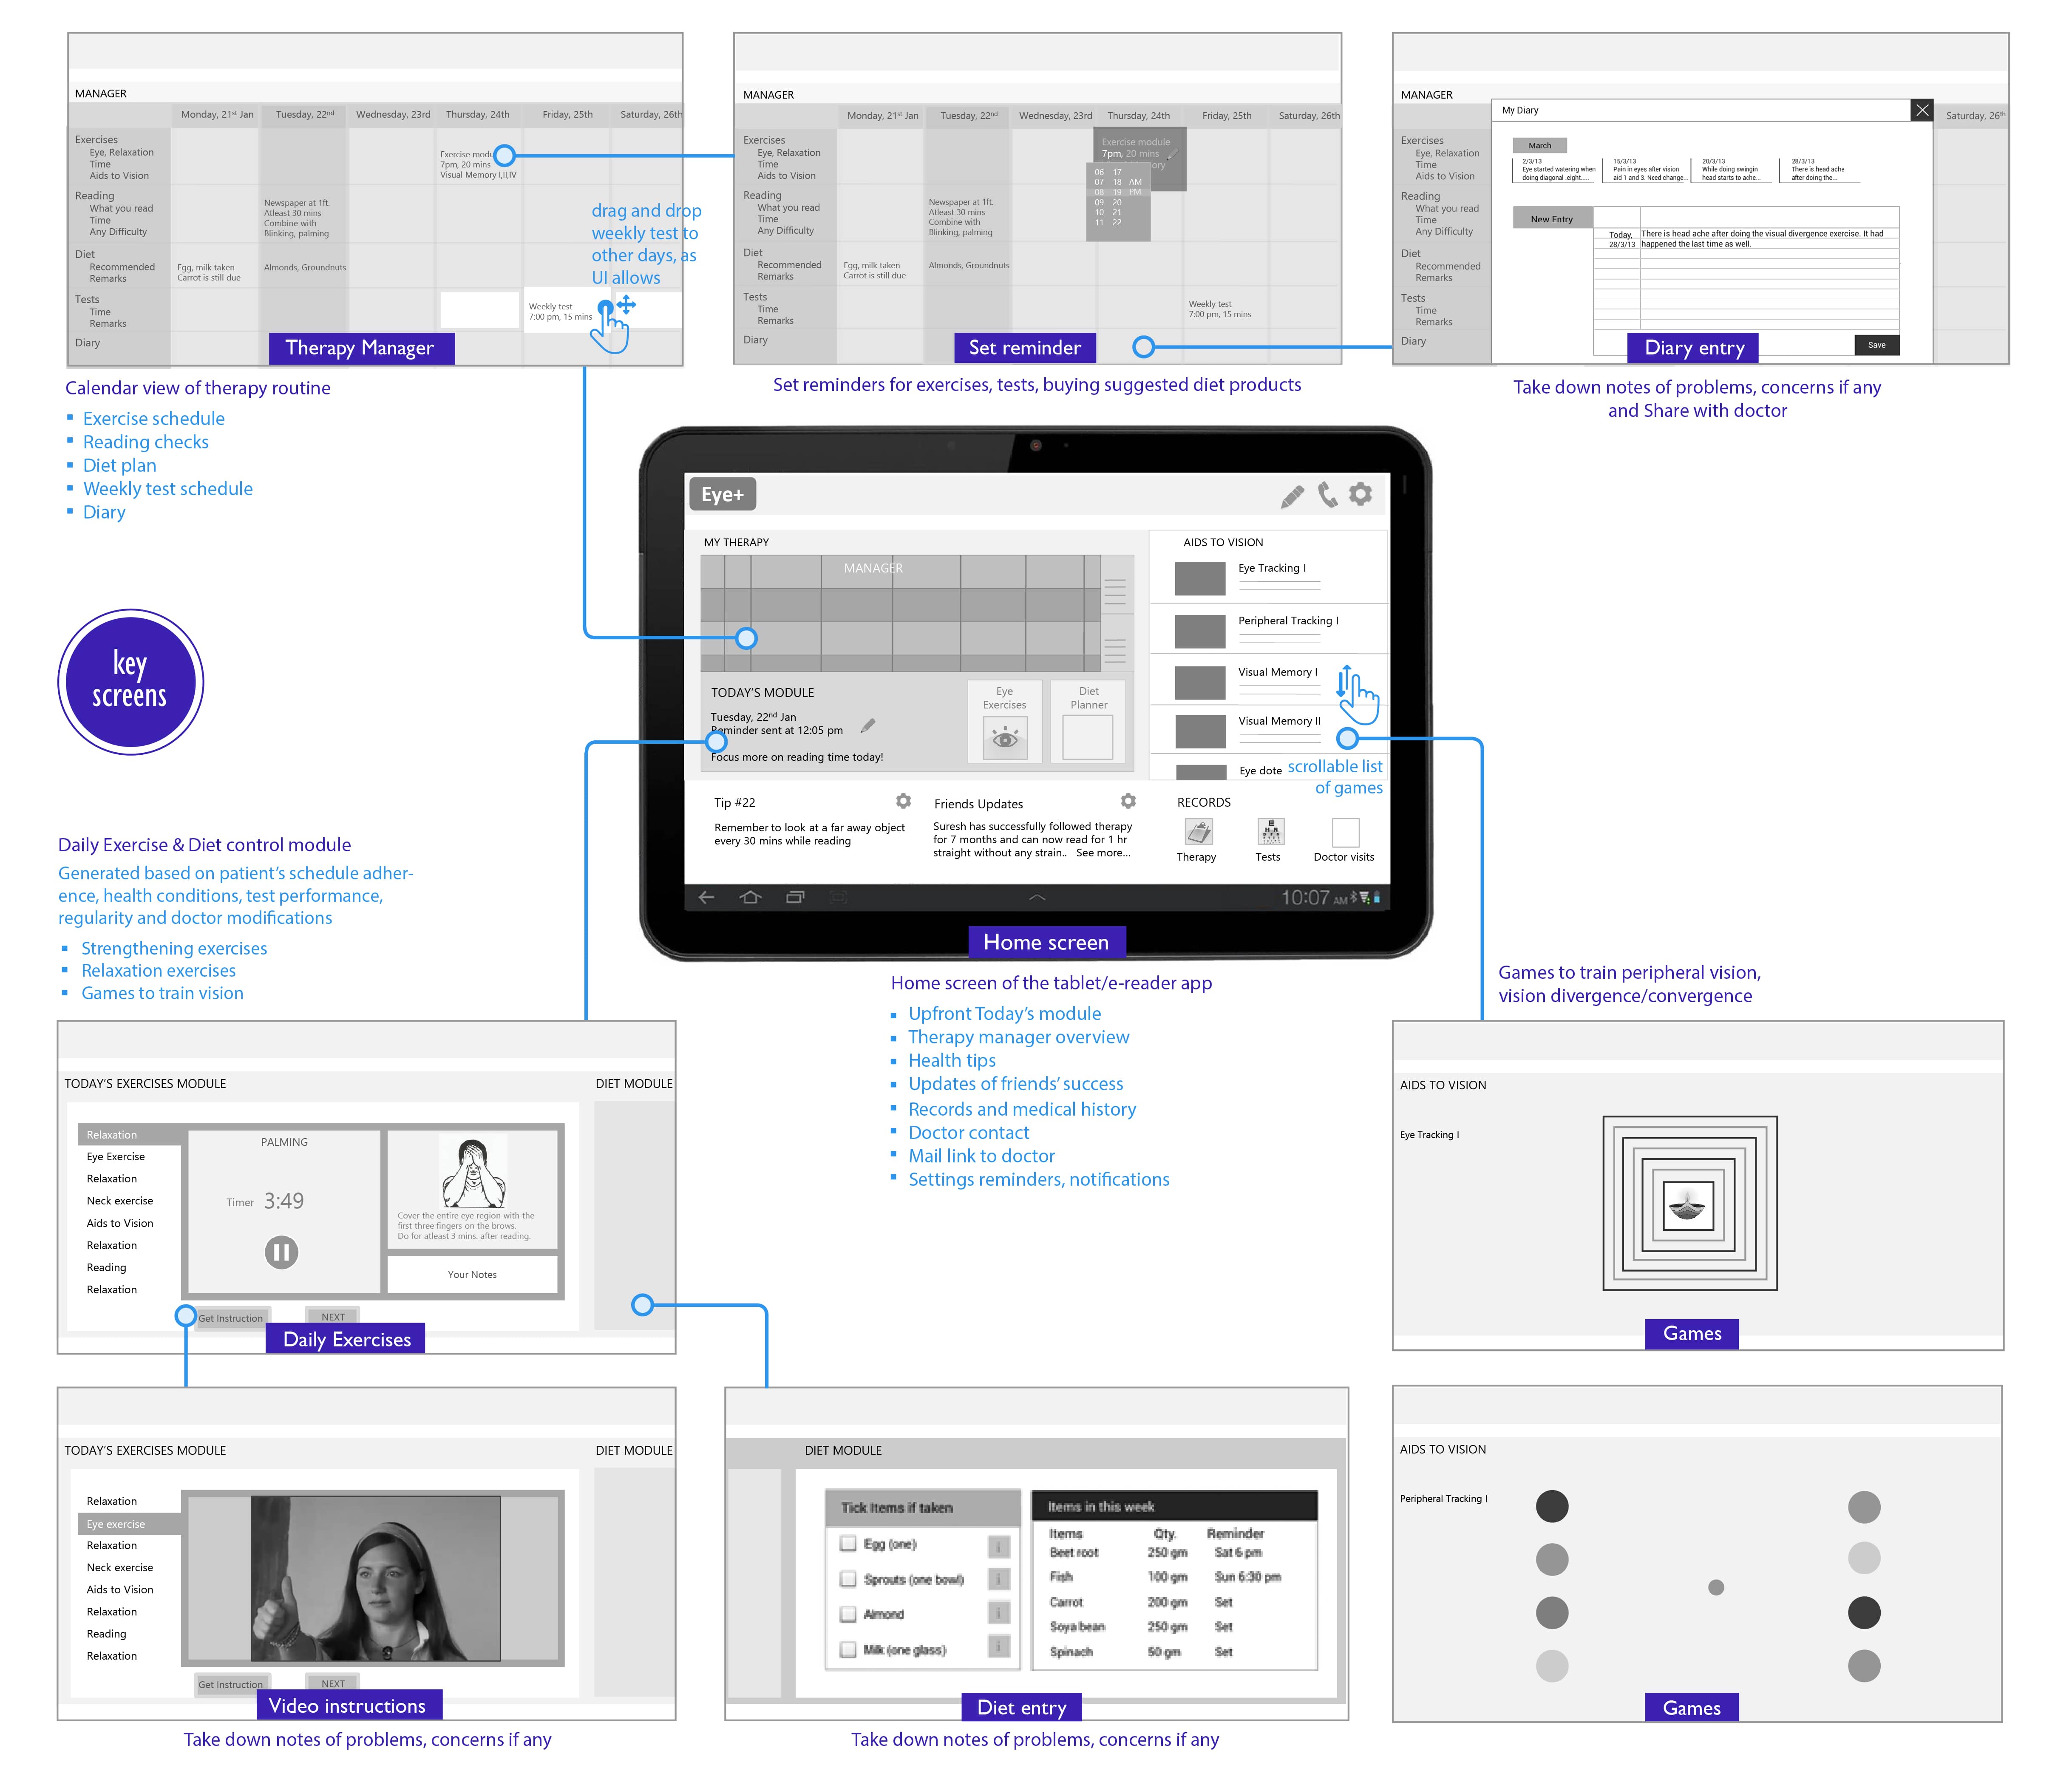 MANAGER
Monday, 21st Jan
Tuesday, 22nd
Wednesday, 23rd
Thursday, 24th
Friday, 25th
Saturday, 26th
Exercises
Eye, Relaxation
Time
Aids to Vision
Exercise modu
7pm, 20 mins
Visual Memory I,II,IV
Reading
What you read
Time
Any Difficulty
Newspaper at 1ft.
Atleast 30 mins
Combine with
Blinking, palming
Diet
Recommended
Remarks
Egg, milk taken
Carrot is still due
Almonds, Groundnuts
Tests
Time
Remarks
Weekly test
7:00 pm, 15 mins
Diary
drag and drop
weekly test to
other days, as
UI allows
Therapy Manager
Calendar view of therapy routine
Exercise schedule
Reading checks
Diet plan
Weekly test schedule
Diary
MANAGER
Monday, 21st Jan
Tuesday, 22nd
Wednesday, 23rd
Thursday, 24th
Friday, 25th
Saturday, 26th
Exercises
Eye, Relaxation
Time
Aids to Vision
Exercise module
7pm, 20 mins
ory
06 17
07 18 AM
08 19 PM
09 20
10 21
11 22
Reading
What you read
Time
Any Difficulty
Newspaper at 1ft.
Atleast 30 mins
Combine with
Blinking, palming
Diet
Recommended
Remarks
Egg, milk taken
Carrot is still due
Almonds, Groundnuts
Tests
Time
Remarks
Weekly test
7:00 pm, 15 mins
Diary
Set reminder
Set reminders for exercises, tests, buying suggested diet products
MANAGER
Saturday, 26th
Exercises
Eye, Relaxation
Time
Aids to Vision
Reading
What you read
Time
Any Difficulty
Diet
Recommended
Remarks
Tests
Time
Remarks
Diary
My Diary
March
2/3/13
Eye started watering when
doing diagonal .eight.....
15/3/13
Pain in eyes after vision
aid 1 and 3. Need change...
20/3/13
While doing swingin
head starts to ache...
28/3/13
There is head ache
after doing the...
New Entry
Today,
28/3/13
There is head ache after doing the visual divergence exercise. It had
happened the last time as well.
Save
Diary entry
Take down notes of problems, concerns if any
and Share with doctor
key
screens
Eye+
MY THERAPY
MANAGER
TODAY'S MODULE
Tuesday, 22nd Jan
Reminder sent at 12:05 pm
Focus more on reading time today!
Eye
Exercises
Diet
Planner
AIDS TO VISION
Eye Tracking I
Peripheral Tracking I
Visual Memory I
Visual Memory II
Eye dote
scrollable list
of games
Tip #22
Remember to look at a far away object
every 30 mins while reading
Friends Updates
Suresh has successfully followed therapy
for 7 months and can now read for 1 hr
straight without any strain.. See more...
RECORDS
Therapy
Tests
Doctor visits
10:07 AM
Home screen
Home screen of the tablet/e-reader app
Upfront Today's module
Therapy manager overview
Health tips
Updates of friends' success
Records and medical history
Doctor contact
Mail link to doctor
Settings reminders, notifications
Daily Exercise & Diet control module
Generated based on patient's schedule adher-
ence, health conditions, test performance,
regularity and doctor modifications
Strengthening exercises
Relaxation exercises
Games to train vision
TODAY'S EXERCISES MODULE
DIET MODULE
Relaxation
Eye Exercise
Relaxation
Neck exercise
Aids to Vision
Relaxation
Reading
Relaxation
PALMING
Timer 3:49
Cover the entire eye region with the
first three fingers on the brows.
Do for atleast 3 mins. after reading.
Your Notes
Get Instruction
NEXT
Daily Exercises
Games to train peripheral vision,
vision divergence/convergence
AIDS TO VISION
Eye Tracking I
Games
TODAY'S EXERCISES MODULE
DIET MODULE
Relaxation
Eye exercise
Relaxation
Neck exercise
Aids to Vision
Relaxation
Reading
Relaxation
Get Instruction
NEXT
Video instructions
Take down notes of problems, concerns if any
DIET MODULE
Tick Items if taken
Egg (one)
Sprouts (one bowl)
Almond
Milk (one glass)
Items in this week
Items Qty. Reminder
Beet root 250 gm Sat 6 pm
Fish 100 gm Sun 6:30 pm
Carrot 200 gm Set
Soya bean 250 gm Set
Spinach 50 gm Set
Diet entry
Take down notes of problems, concerns if any
AIDS TO VISION
Peripheral Tracking I
Games